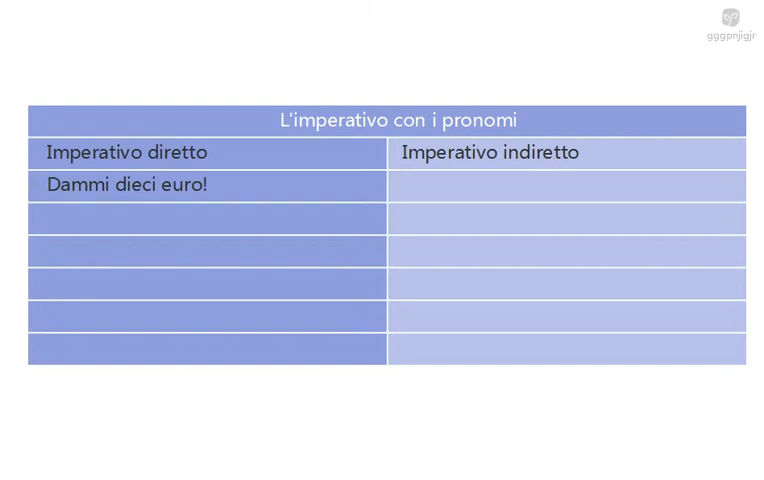 gggpnjigjr
L'imperativo con i pronomi
Imperativo diretto Imperativo indiretto
Dammi dieci euro!